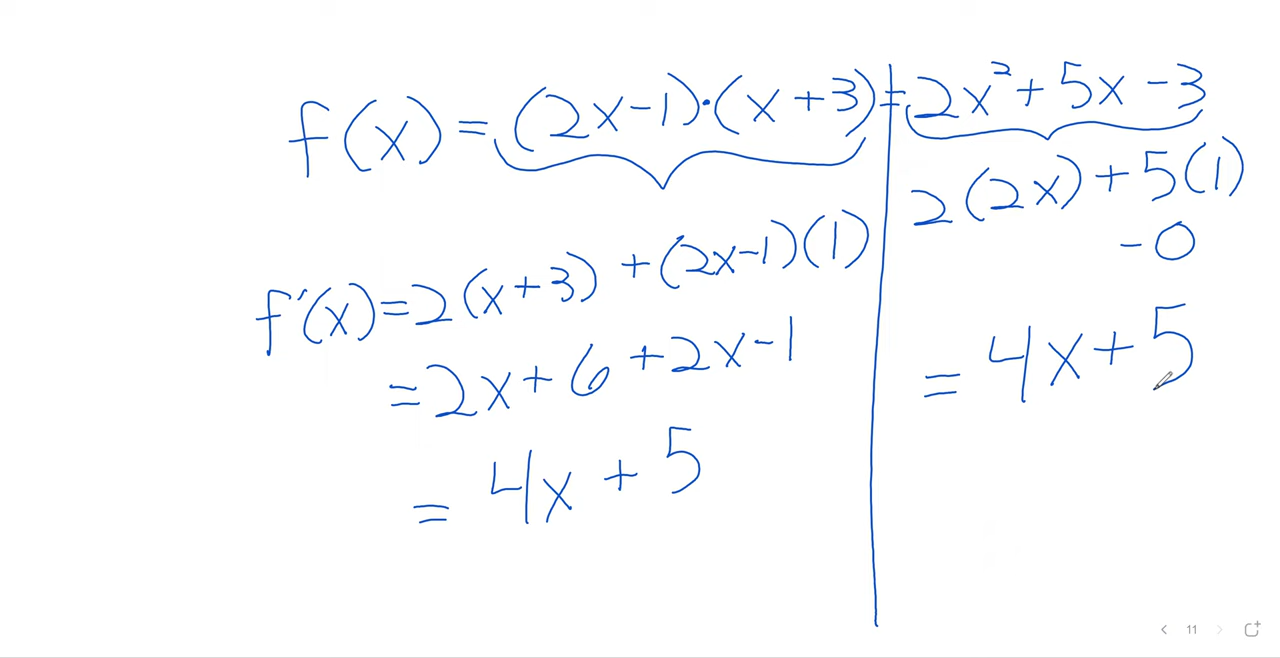 f(x) = (2x-1)·(x+3) = 2x² + 5x - 3
2(2x) + 5(1)
- 0
= 4x + 5
f'(x) = 2(x+3) + (2x-1)(1)
= 2x + 6 + 2x - 1
= 4x + 5
< 11 >